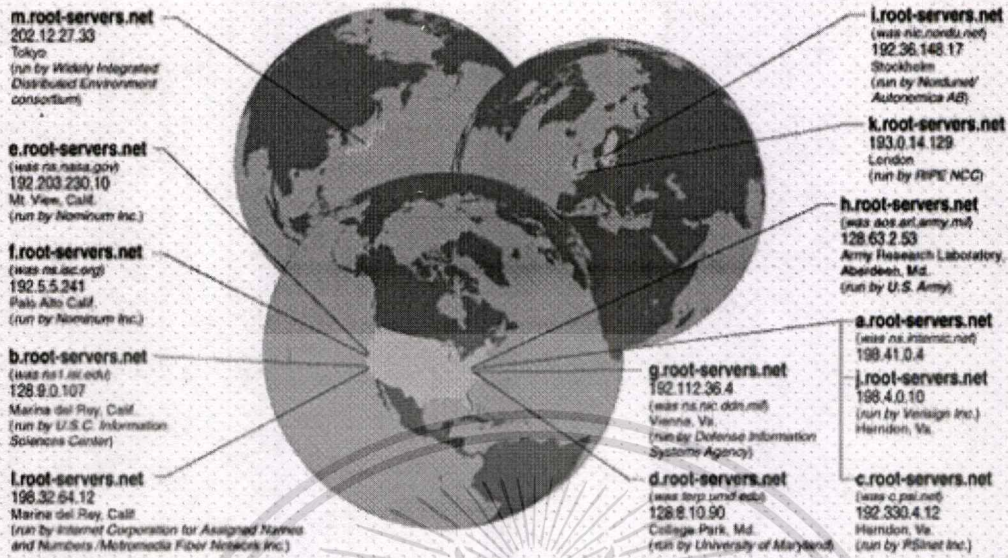 m.root-servers.net
202.12.27.33
Tokyo
(run by Widely Integrated
Distributed Environment
consortium)
e.root-servers.net
(was ns.nasa.gov)
192.203.230.10
Mt. View, Calif.
(run by Nominum Inc.)
f.root-servers.net
(was ns.isc.org)
192.5.5.241
Palo Alto Calif.
(run by Nominum Inc.)
b.root-servers.net
(was ns1.isi.edu)
128.9.0.107
Marina del Rey, Calif.
(run by U.S.C. Information
Sciences Center)
l.root-servers.net
198.32.64.12
Marina del Rey, Calif.
(run by Internet Corporation for Assigned Names
and Numbers /Metromedia Fiber Network Inc.)
i.root-servers.net
(was nic.nordu.net)
192.36.148.17
Stockholm
(run by Nordunet/
Autonomica AB)
k.root-servers.net
193.0.14.129
London
(run by RIPE NCC)
h.root-servers.net
(was aos.arl.army.mil)
128.63.2.53
Army Research Laboratory,
Aberdeen, Md.
(run by U.S. Army)
a.root-servers.net
(was ns.internic.net)
198.41.0.4
j.root-servers.net
198.4.0.10
(run by Verisign Inc.)
Herndon, Va.
g.root-servers.net
192.112.36.4
(was ns.nic.ddn.mil)
Vienna, Va.
(run by Defense Information
Systems Agency)
d.root-servers.net
(was terp.umd.edu)
128.8.10.90
College Park, Md.
(run by University of Maryland)
c.root-servers.net
(was c.psi.net)
192.330.4.12
Herndon, Va.
(run by PSInet Inc.)